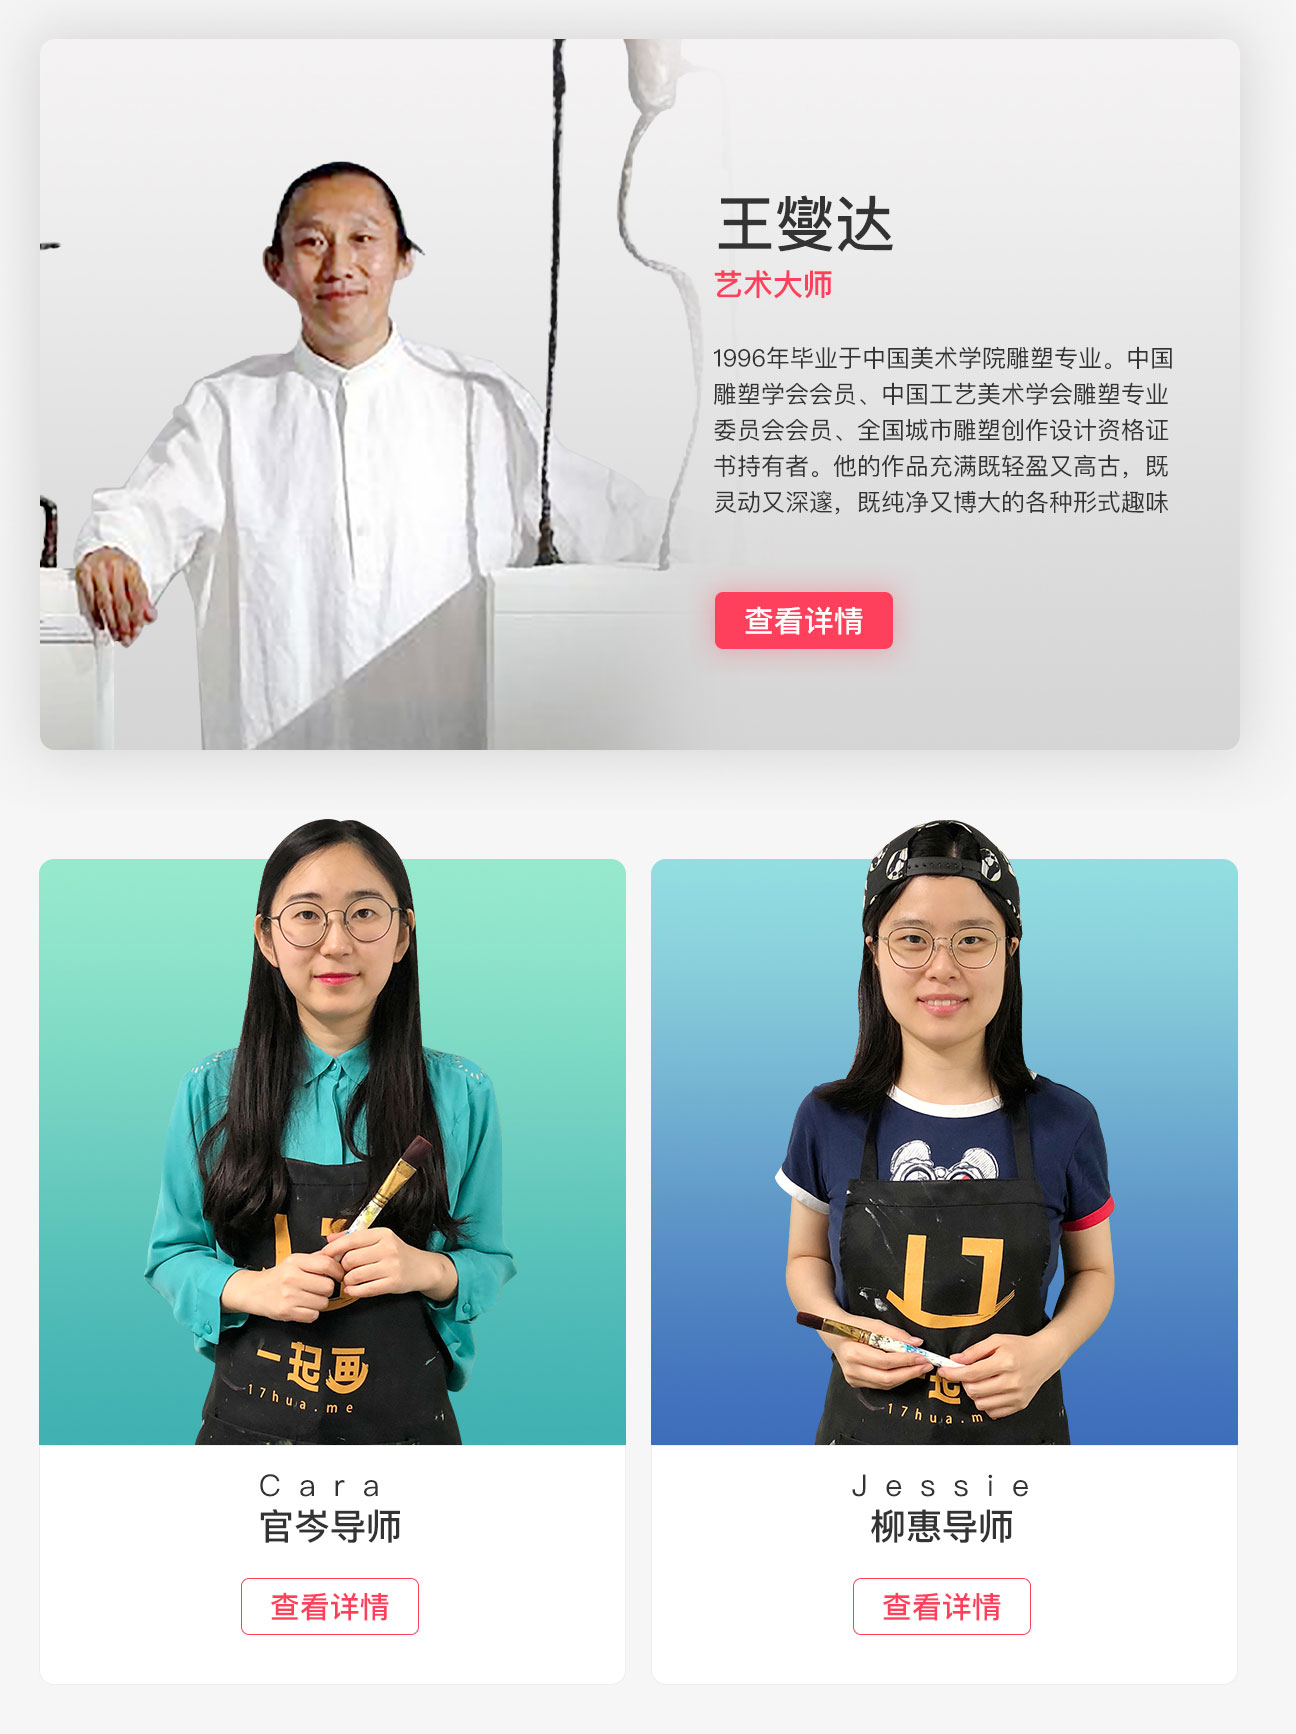 王燮达
艺术大师
1996年毕业于中国美术学院雕塑专业。中国
雕塑学会会员、中国工艺美术学会雕塑专业
委员会会员、全国城市雕塑创作设计资格证
书持有者。他的作品充满既轻盈又高古，既
灵动又深邃，既纯净又博大的各种形式趣味
查看详情
一起画
17hua.me
起
17hua.m
Cara
官岑导师
查看详情
Jessie
柳惠导师
查看详情